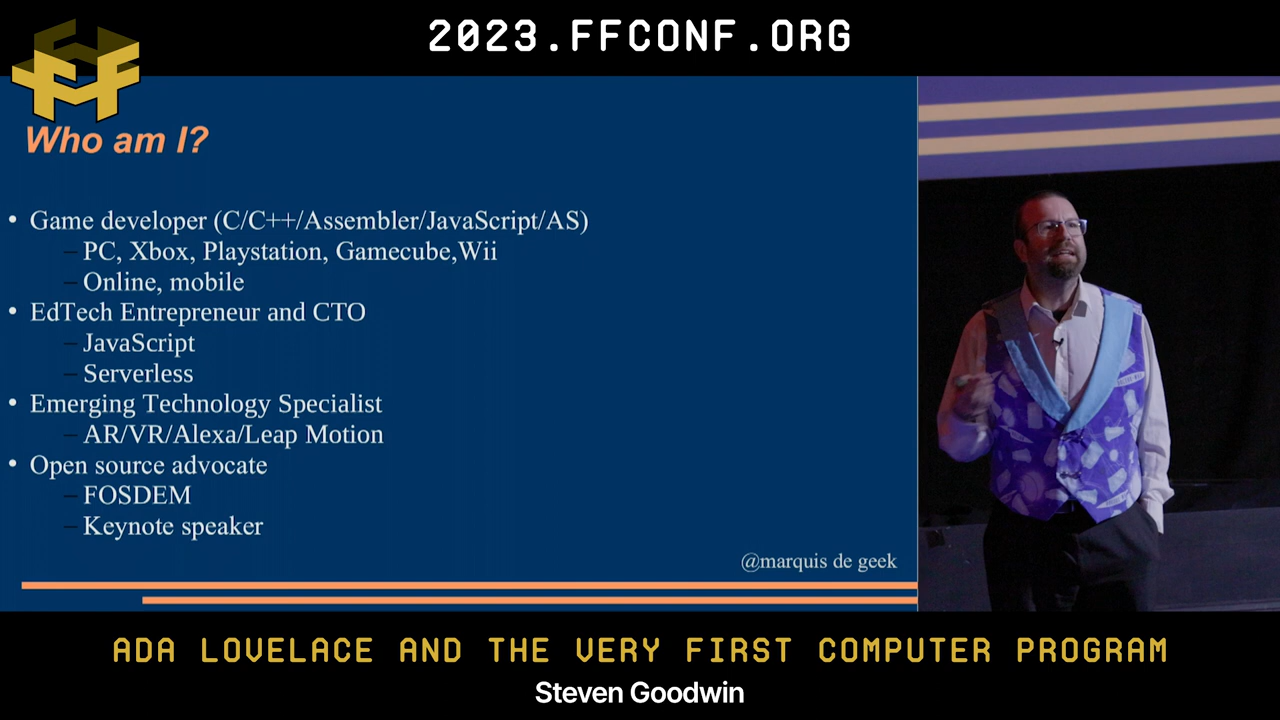 2023.FFCONF.ORG
Who am I?
• Game developer (C/C++/Assembler/JavaScript/AS)
– PC, Xbox, Playstation, Gamecube,Wii
– Online, mobile
• EdTech Entrepreneur and CTO
– JavaScript
– Serverless
• Emerging Technology Specialist
– AR/VR/Alexa/Leap Motion
• Open source advocate
– FOSDEM
– Keynote speaker
@marquis de geek
ADA LOVELACE AND THE VERY FIRST COMPUTER PROGRAM
Steven Goodwin